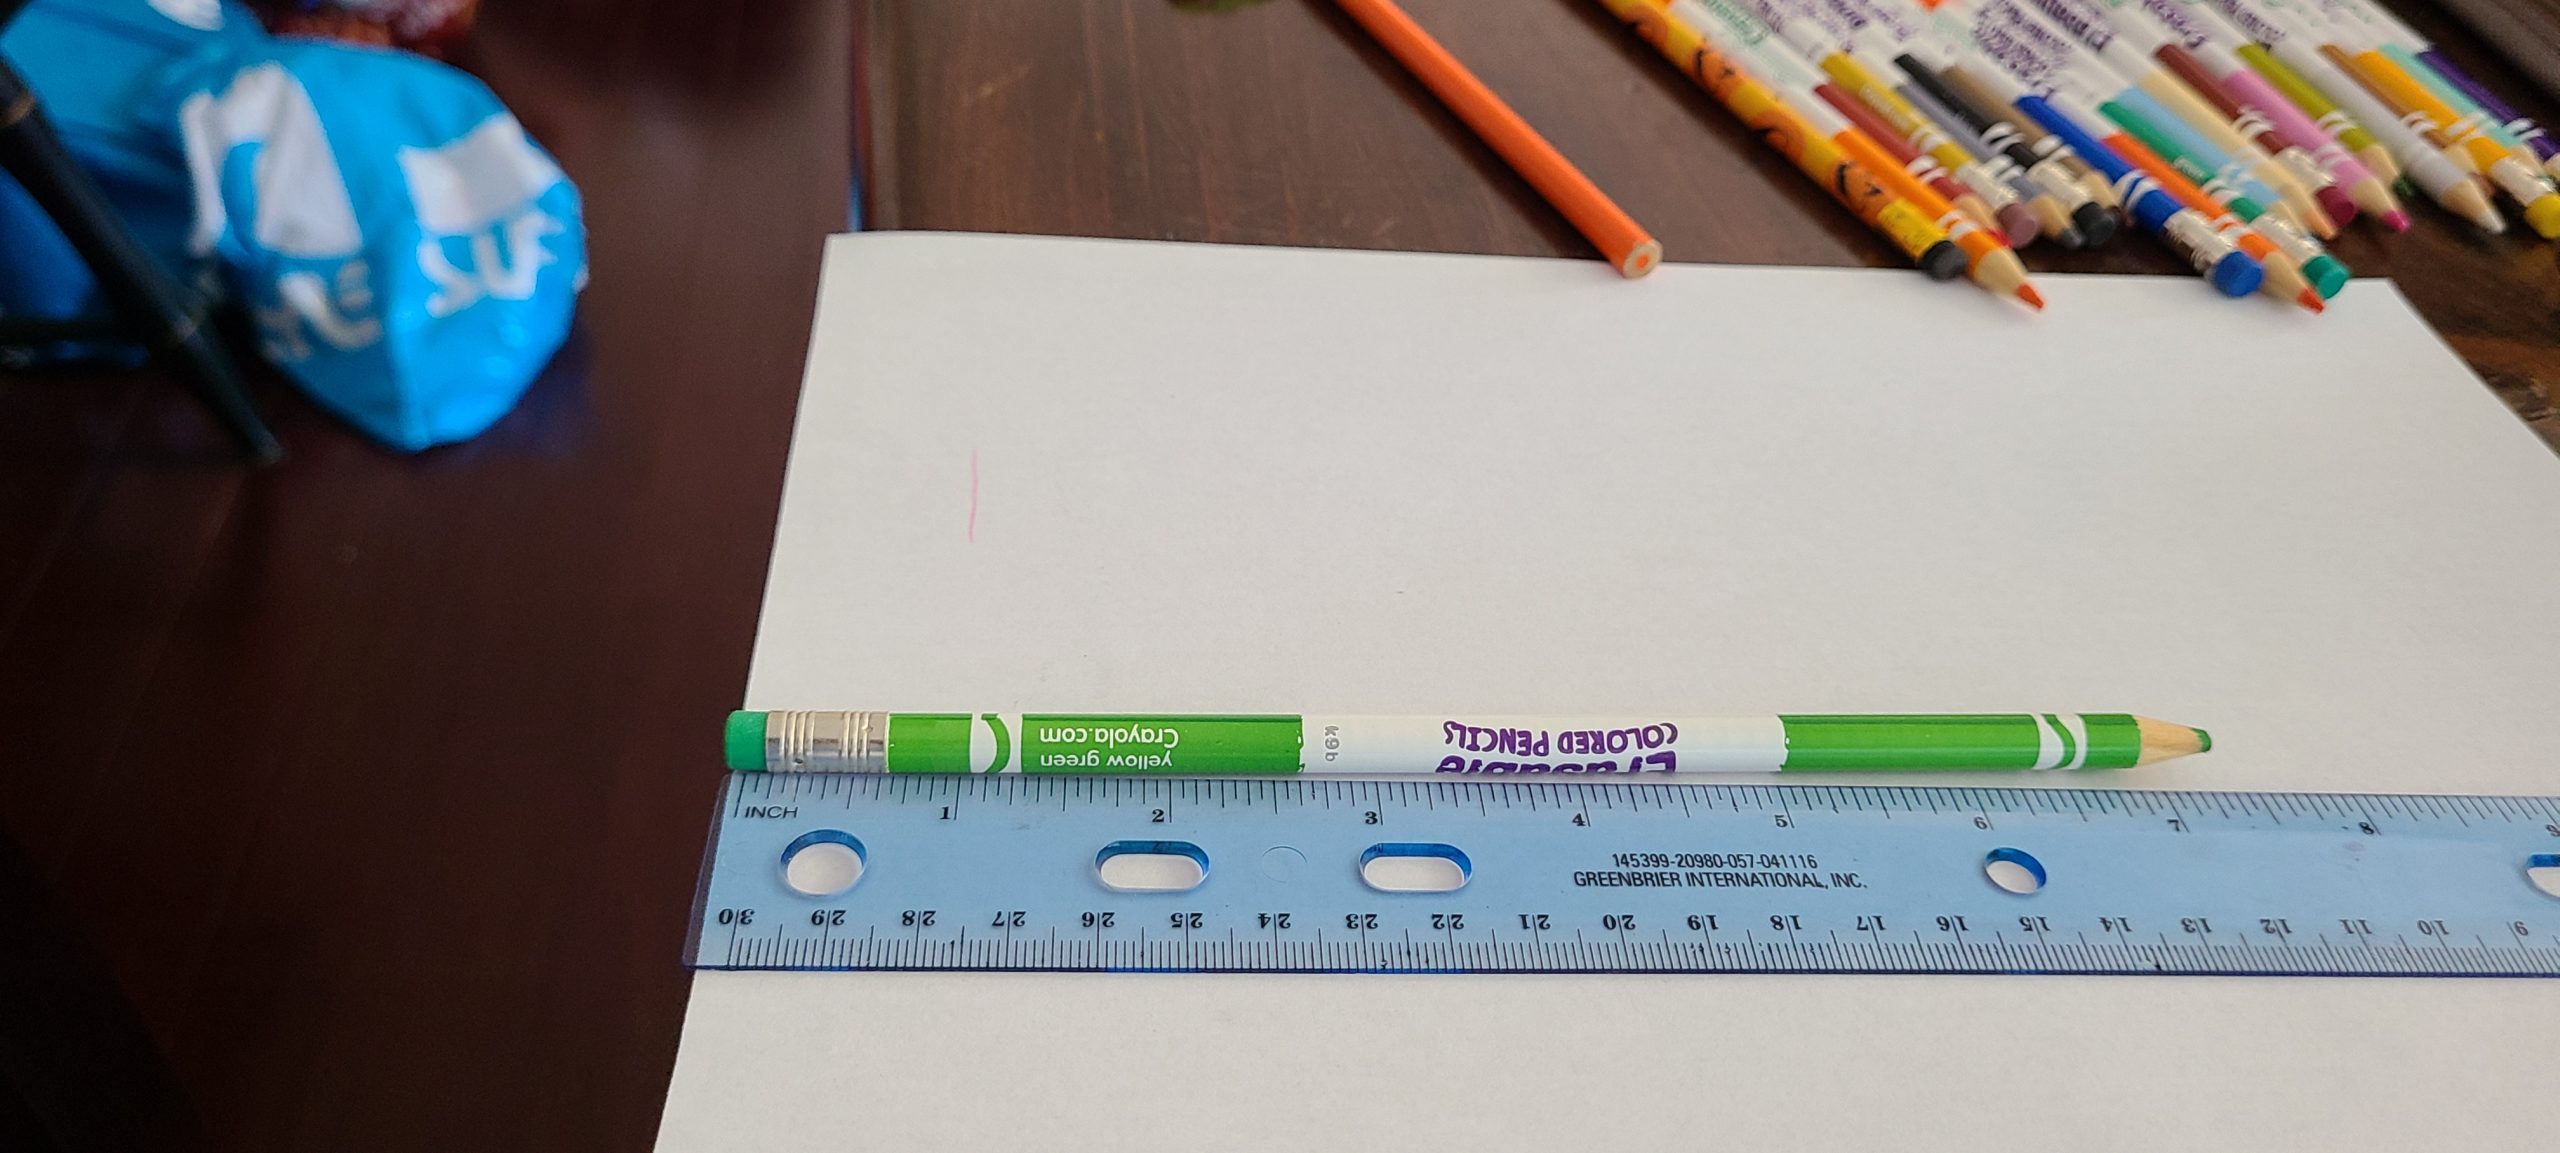 yellow green
Crayola.com
k9b
Erasable
COLORED PENCILS
INCH
1 2 3 4 5 6 7 8 9
145399-20980-057-041116
GREENBRIER INTERNATIONAL, INC.
30 29 28 27 26 25 24 23 22 21 20 19 18 17 16 15 14 13 12 11 10 9